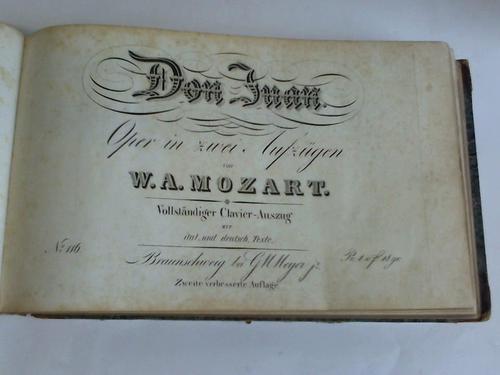 Don Juan.
Oper in zwei Aufzügen
von
W. A. MOZART.
Vollständiger Clavier-Auszug
mit
ital. und deutsch. Texte.
No. 116
Braunschweig bei G M Meyer jr.
Zweite verbesserte Auflage